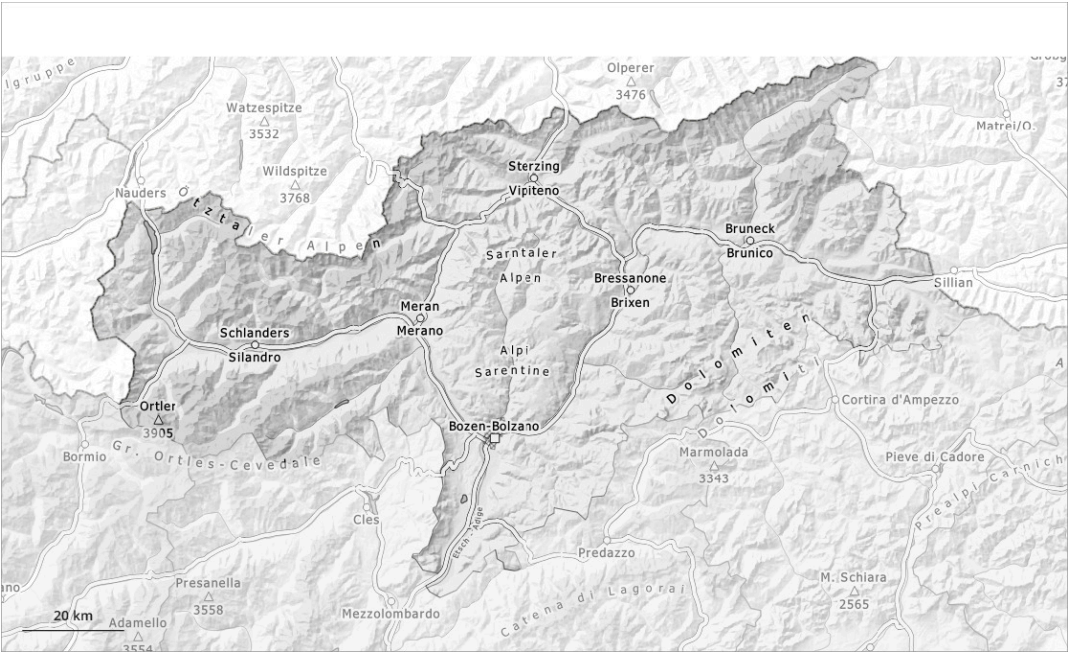 lgruppe
Olperer
3476
Watzespitze
3532
Matrei/O.
Wildspitze
3768
Nauders
Sterzing
Vipiteno
Ötztaler Alpen
Bruneck
Brunico
Sillian
Sarntaler
Alpen
Bressanone
Brixen
Meran
Merano
Schlanders
Silandro
Alpi
Sarentine
Dolomiten
Dolomiti
Ortler
3905
Cortina d'Ampezzo
Bozen-Bolzano
Gr. Ortles-Cevedale
Bormio
Marmolada
3343
Pieve di Cadore
Prealpi Carnich
Cles
Etsch - Adige
Predazzo
ano
Presanella
3558
M. Schiara
2565
Mezzolombardo
Catena di Lagorai
20 km
Adamello
3554